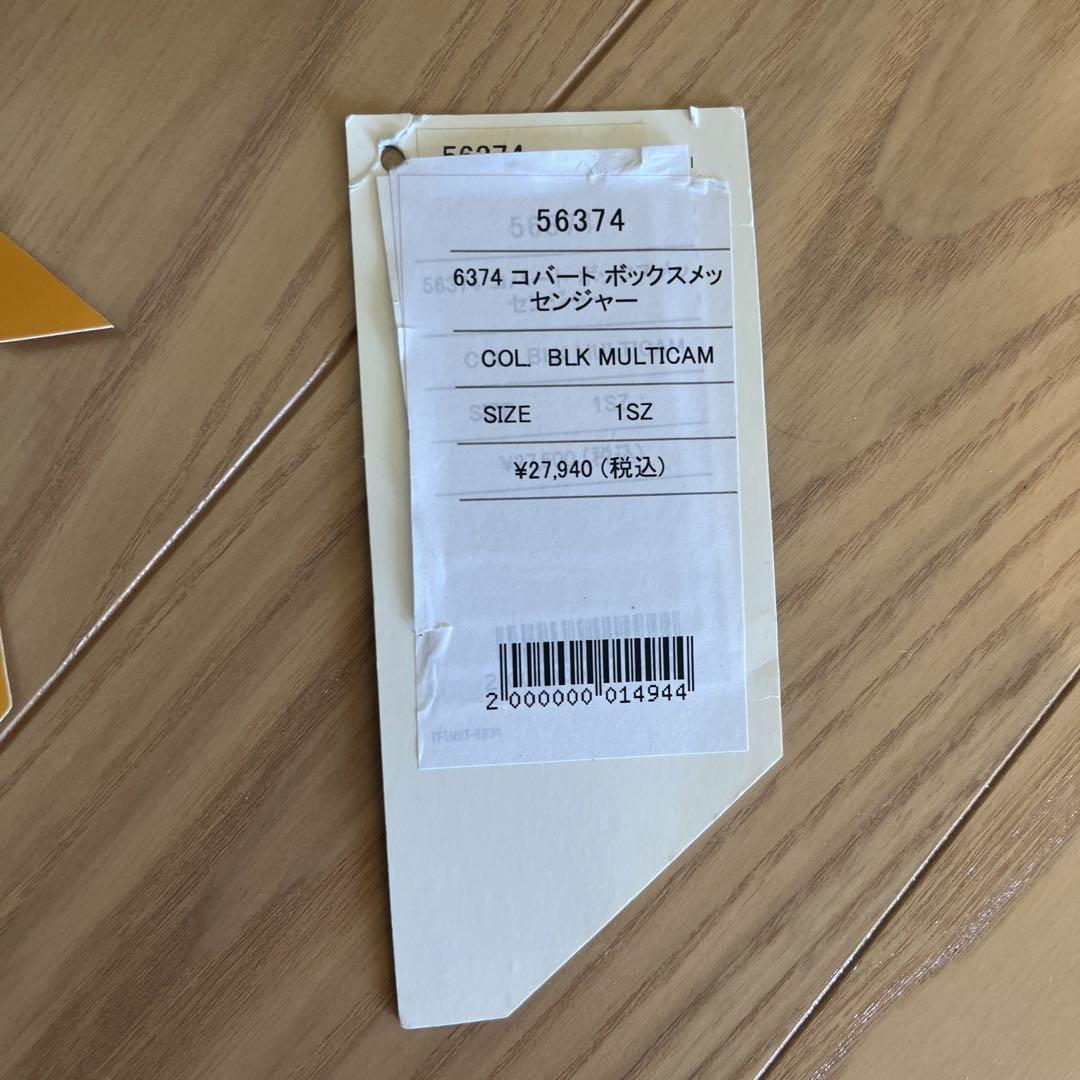 56374
56374
6374 コバート ボックスメッ
センジャー
COL. BLK MULTICAM
SIZE 1SZ
¥27,940 (税込)
2 000000 014944